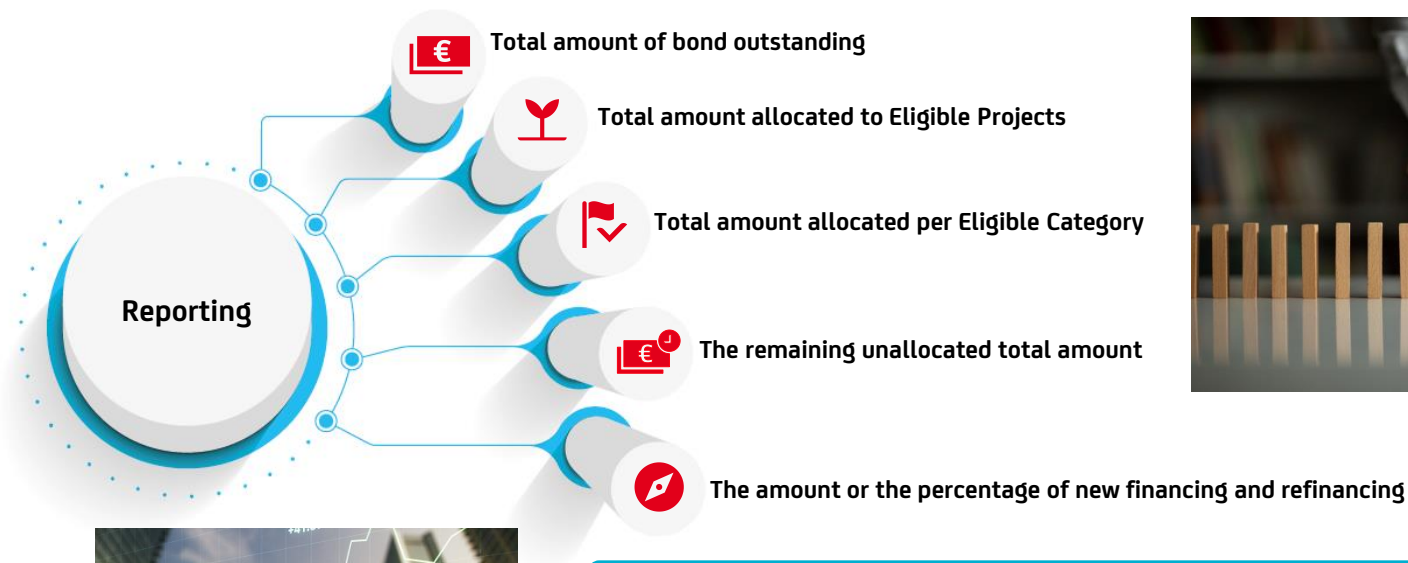 € Total amount of bond outstanding
Total amount allocated to Eligible Projects
Total amount allocated per Eligible Category
Reporting
€ The remaining unallocated total amount
The amount or the percentage of new financing and refinancing